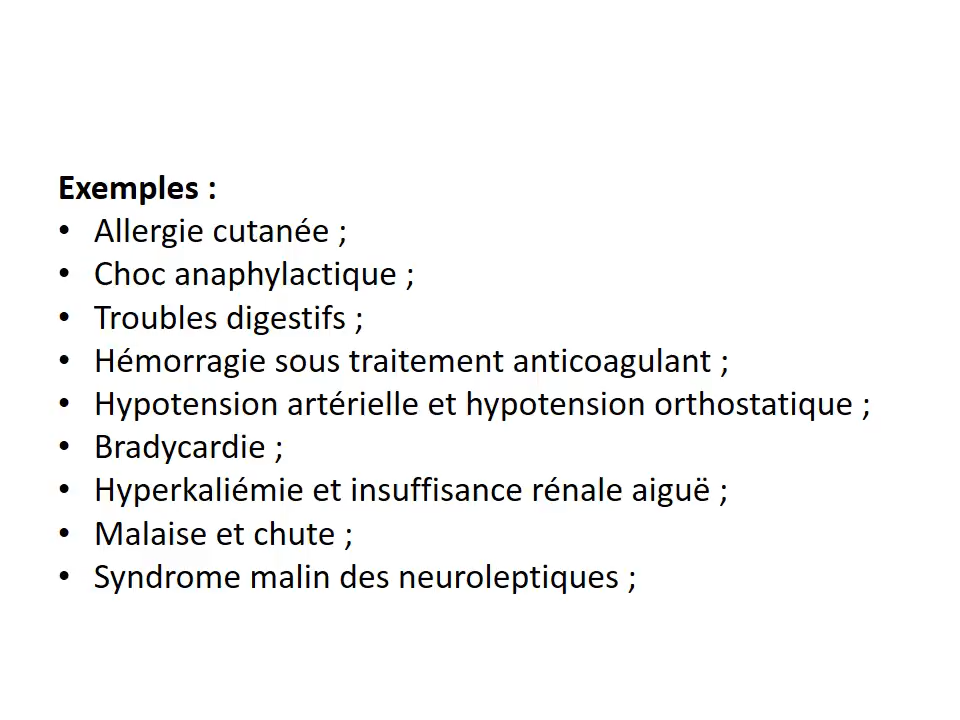 Exemples :
• Allergie cutanée ;
• Choc anaphylactique ;
• Troubles digestifs ;
• Hémorragie sous traitement anticoagulant ;
• Hypotension artérielle et hypotension orthostatique ;
• Bradycardie ;
• Hyperkaliémie et insuffisance rénale aiguë ;
• Malaise et chute ;
• Syndrome malin des neuroleptiques ;